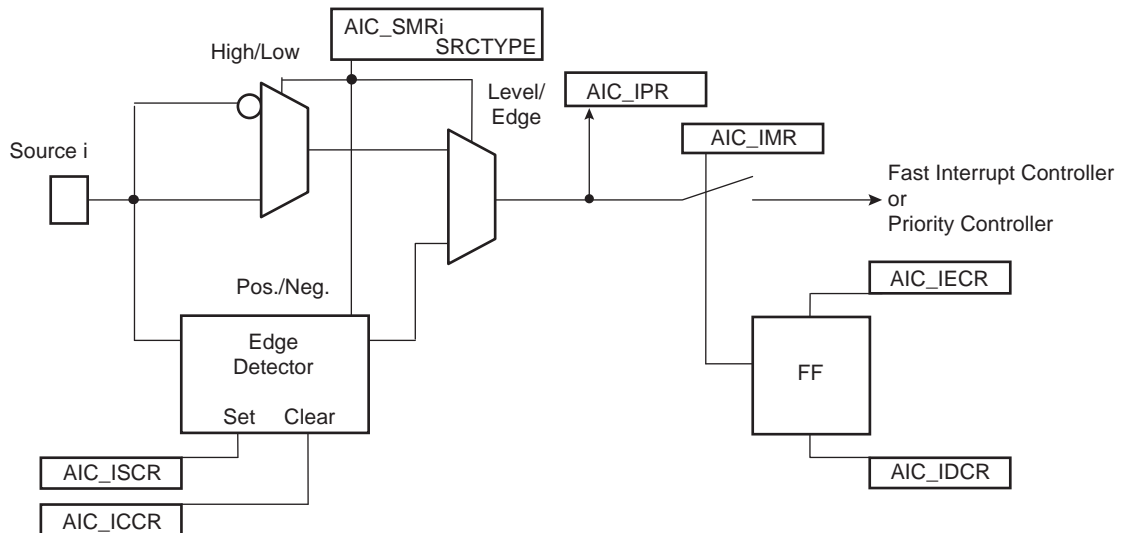 AIC_SMRi
SRCTYPE
High/Low
Level/
Edge
AIC_IPR
AIC_IMR
Source i
Fast Interrupt Controller
or
Priority Controller
Pos./Neg.
AIC_IECR
Edge
Detector
FF
Set Clear
AIC_ISCR
AIC_IDCR
AIC_ICCR